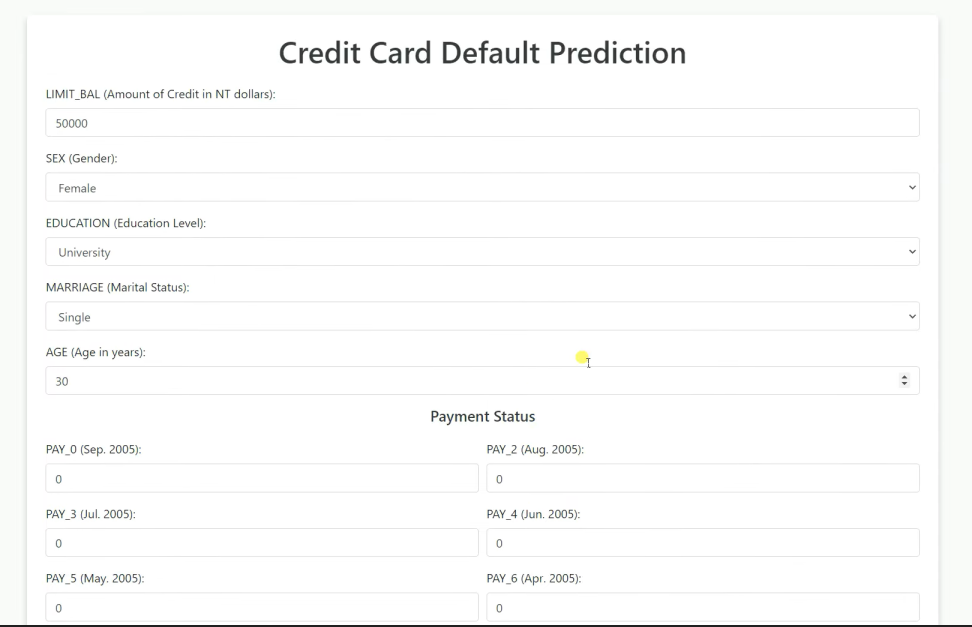 Credit Card Default Prediction
LIMIT_BAL (Amount of Credit in NT dollars):
50000
SEX (Gender):
Female
EDUCATION (Education Level):
University
MARRIAGE (Marital Status):
Single
AGE (Age in years):
30
Payment Status
PAY_0 (Sep. 2005): PAY_2 (Aug. 2005):
0 0
PAY_3 (Jul. 2005): PAY_4 (Jun. 2005):
0 0
PAY_5 (May. 2005): PAY_6 (Apr. 2005):
0 0